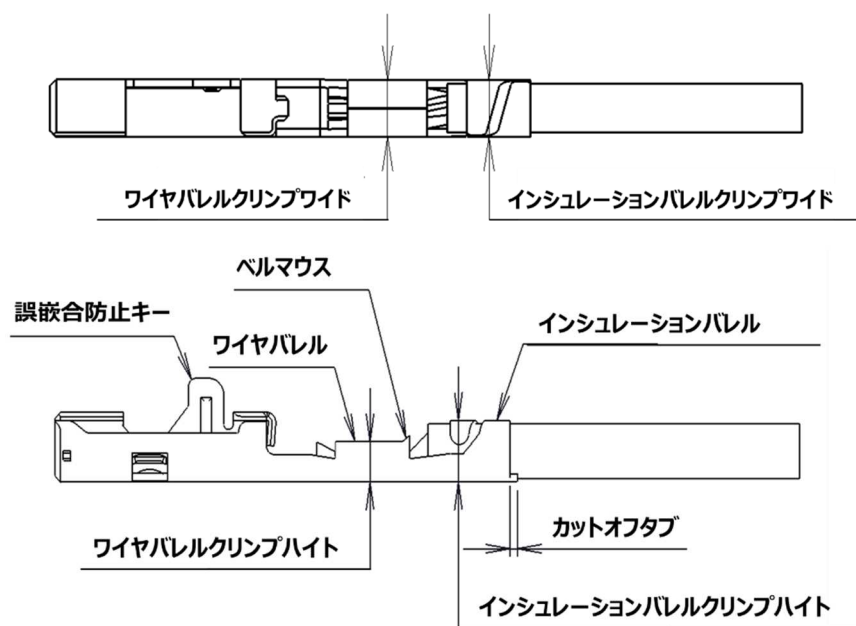 ワイヤバレルクリンプワイド
インシュレーションバレルクリンプワイド
ベルマウス
誤嵌合防止キー
ワイヤバレル
インシュレーションバレル
ワイヤバレルクリンプハイト
カットオフタブ
インシュレーションバレルクリンプハイト